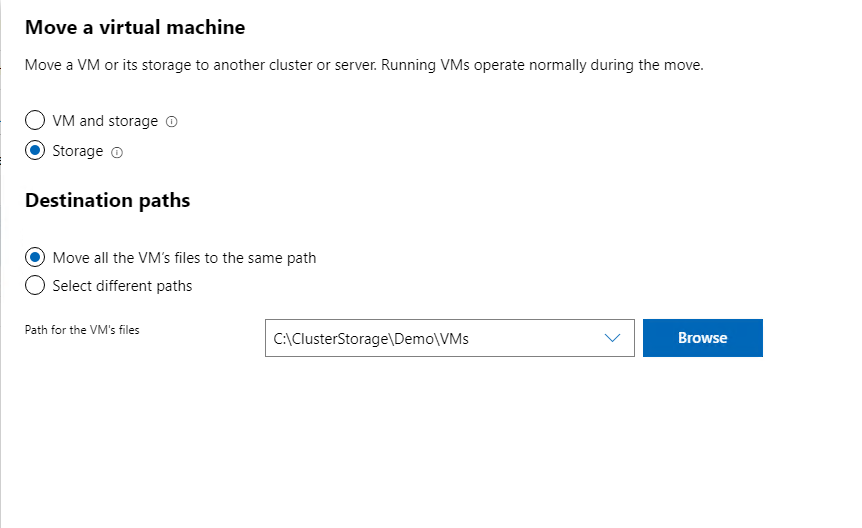 Move a virtual machine
Move a VM or its storage to another cluster or server. Running VMs operate normally during the move.
VM and storage
Storage
Destination paths
Move all the VM’s files to the same path
Select different paths
Path for the VM's files
C:\ClusterStorage\Demo\VMs
Browse